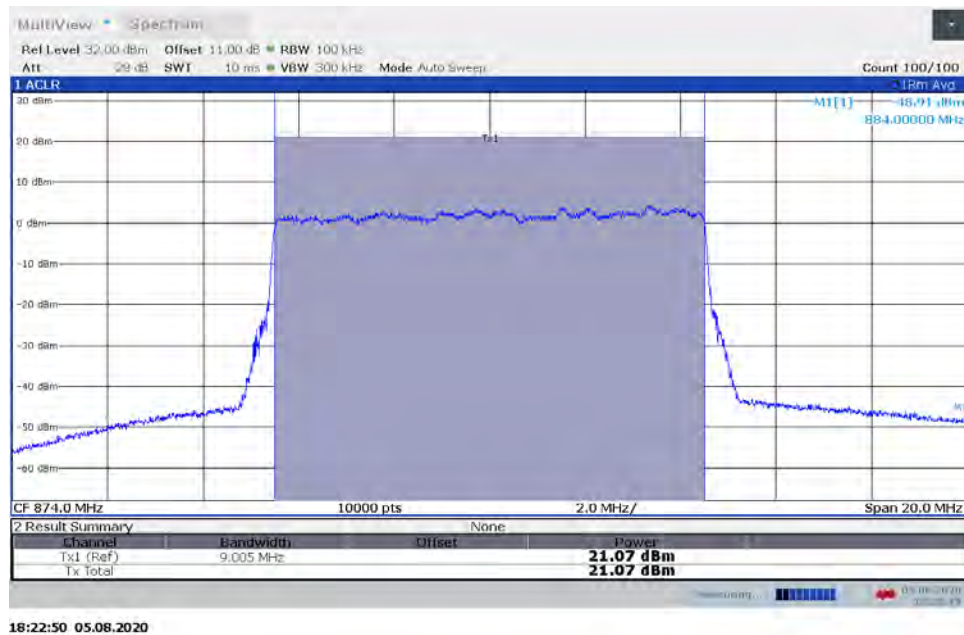 MultiView Spectrum
Ref Level 32.00 dBm Offset 11.00 dB RBW 100 kHz
Att 29 dB SWT 10 ms VBW 300 kHz Mode Auto Sweep Count 100/100
1 ACLR 1Rm Avg
30 dBm M1[1] -48.91 dBm
884.00000 MHz
20 dBm Tx1
10 dBm
0 dBm
-10 dBm
-20 dBm
-30 dBm
-40 dBm
-50 dBm
-60 dBm
CF 874.0 MHz 10000 pts 2.0 MHz/ Span 20.0 MHz
2 Result Summary None
Channel Bandwidth Offset Power
Tx1 (Ref) 9.005 MHz 21.07 dBm
Tx Total 21.07 dBm
05.08.2020
18:22:50 05.08.2020